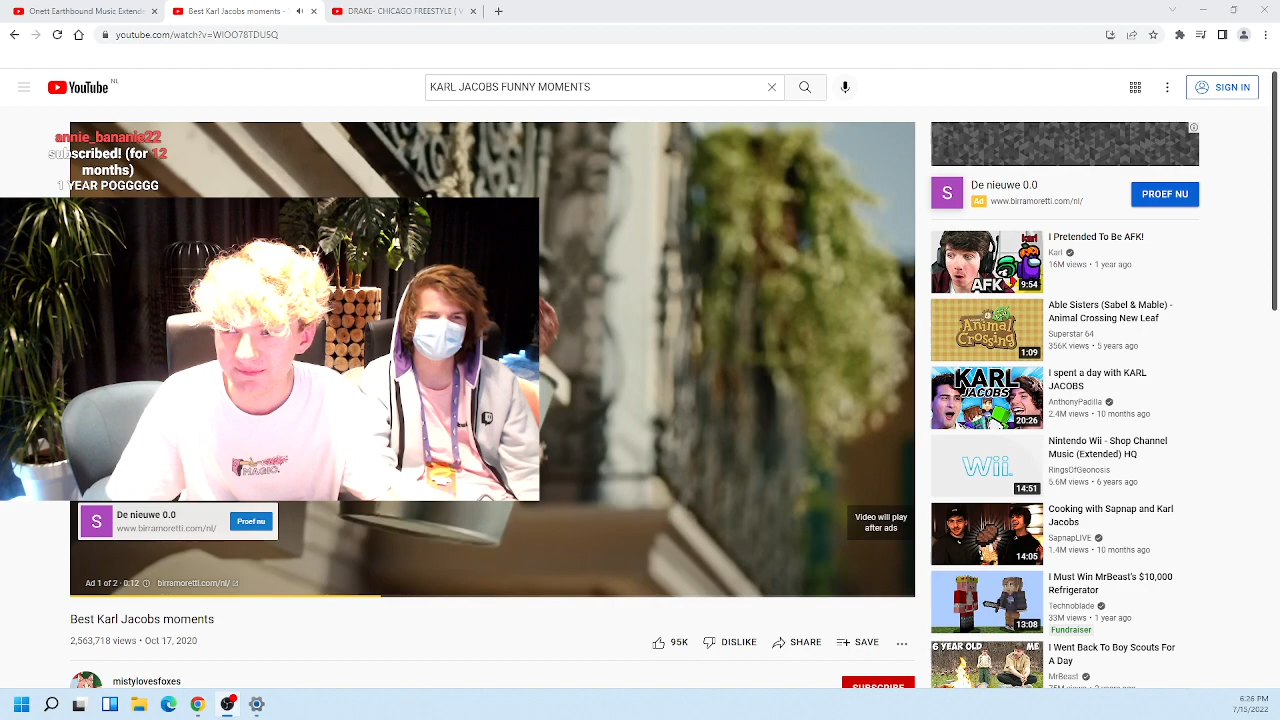 Onett Earthbound Music Extende
Best Karl Jacobs moments -
DRAKE- CHICAGO FREESTYLE ( V
youtube.com/watch?v=WIOO78TDU5Q
YouTube NL
KARL JACOBS FUNNY MOMENTS
SIGN IN
annie_bananie22
subscribed! (for 12
months)
1 YEAR POGGGGG
MAGIC
S
De nieuwe 0.0
www.birramoretti.com/nl/
Proef nu
Video will play
after ads
Ad 1 of 2 · 0:12
birramoretti.com/nl/
Best Karl Jacobs moments
2,563,718 views • Oct 17, 2020
95K
DISLIKE
SHARE
SAVE
mistylovesfoxes
SUBSCRIBE
S
De nieuwe 0.0
Ad www.birramoretti.com/nl/
PROEF NU
AFK
9:54
I Pretended To Be AFK!
Karl
16M views • 1 year ago
Animal
Crossing
1:09
Able Sisters (Sabel & Mable) -
Animal Crossing New Leaf
Superstar 64
356K views • 5 years ago
KARL
JACOBS
20:26
I spent a day with KARL
JACOBS
AnthonyPadilla
2.4M views • 10 months ago
Wii
14:51
Nintendo Wii - Shop Channel
Music (Extended) HQ
RingsOfGeonosis
5.6M views • 6 years ago
14:05
Cooking with Sapnap and Karl
Jacobs
SapnapLIVE
1.4M views • 10 months ago
13:08
I Must Win MrBeast's $10,000
Refrigerator
Technoblade
33M views • 1 year ago
Fundraiser
6 YEAR OLD
ME
I Went Back To Boy Scouts For
A Day
MrBeast
6:26 PM
7/15/2022